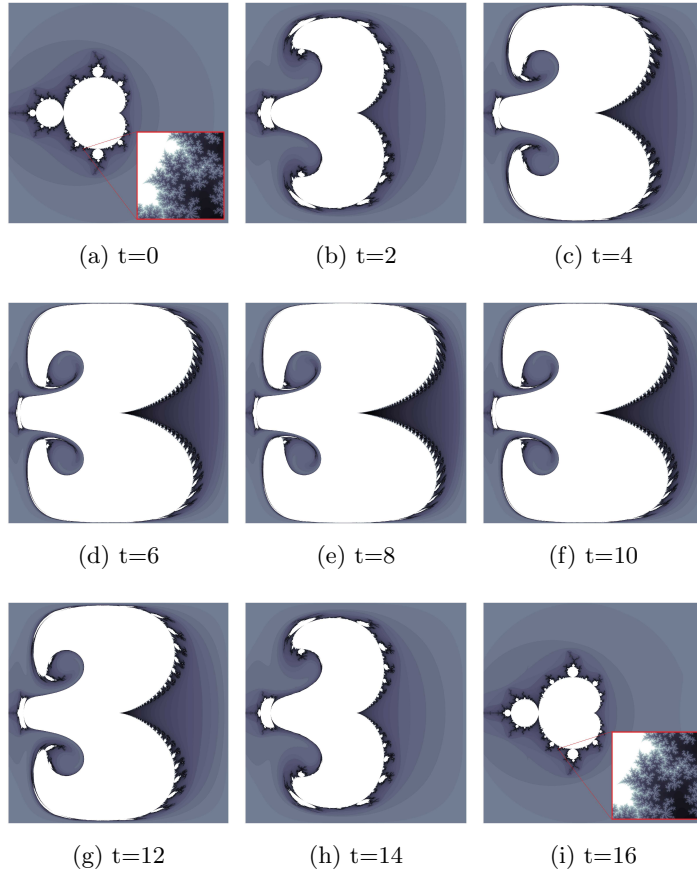 (a) t=0
(b) t=2
(c) t=4
(d) t=6
(e) t=8
(f) t=10
(g) t=12
(h) t=14
(i) t=16